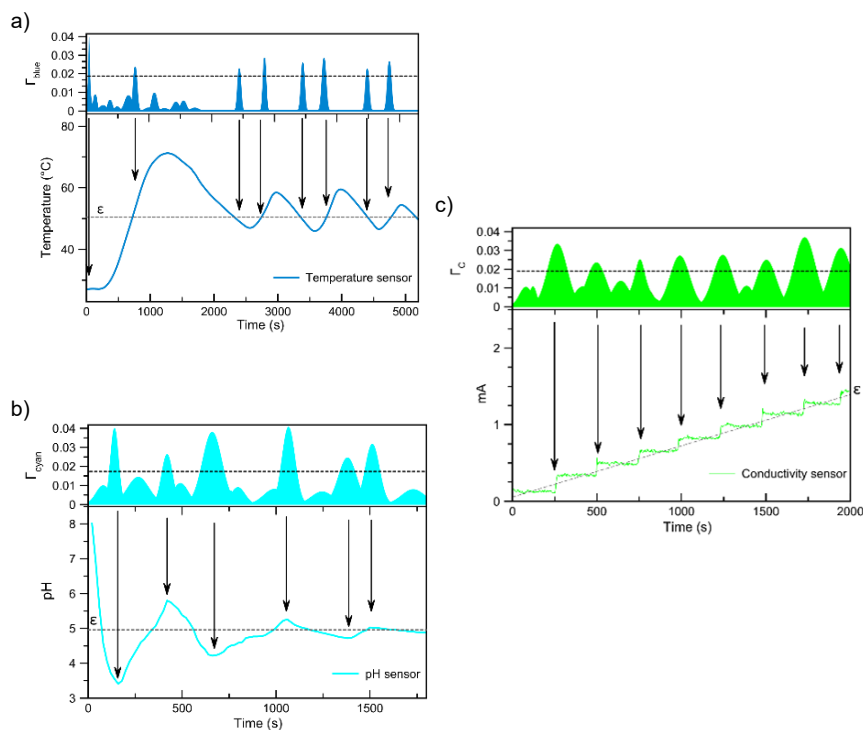 a)
0.04
0.03
0.02
0.01
0
Γblue
80
60
40
Temperature (°C)
ε
Temperature sensor
0 1000 2000 3000 4000 5000
Time (s)
b)
0.04
0.03
0.02
0.01
0
Γcyan
8
7
6
5
4
3
pH
ε
pH sensor
0 500 1000 1500
Time (s)
c)
0.04
0.03
0.02
0.01
0
ΓC
2
1
0
mA
ε
Conductivity sensor
0 500 1000 1500 2000
Time (s)